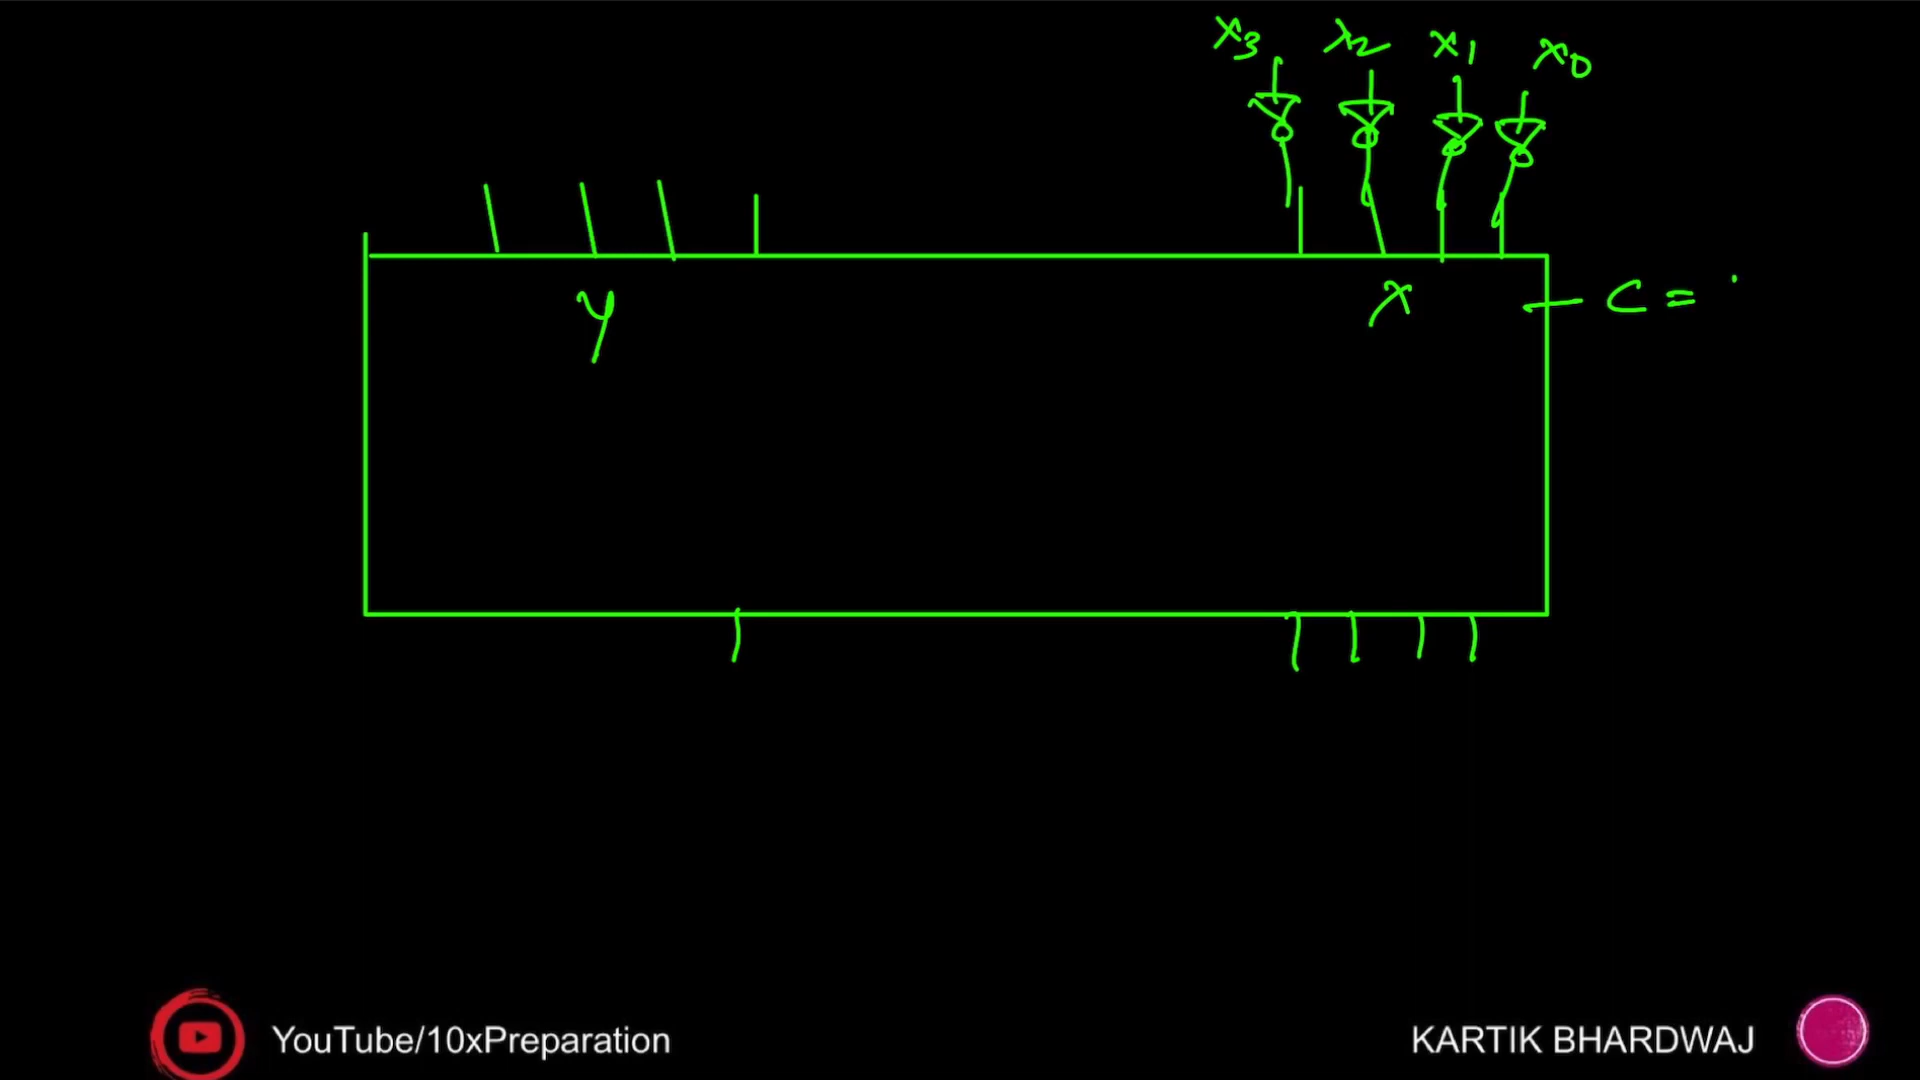 x3 x2 x1 x0
y x c =
YouTube/10xPreparation
KARTIK BHARDWAJ